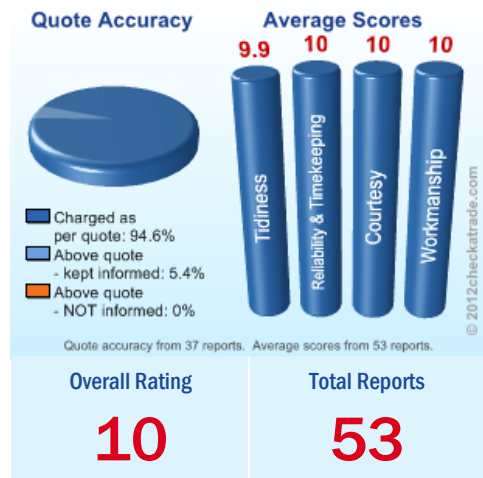 Quote Accuracy
Average Scores
9.9
10
10
10
Tidiness
Reliability & Timekeeping
Courtesy
Workmanship
Charged as
per quote: 94.6%
Above quote
- kept informed: 5.4%
Above quote
- NOT informed: 0%
© 2012checkatrade.com
Quote accuracy from 37 reports. Average scores from 53 reports.
Overall Rating
Total Reports
10
53